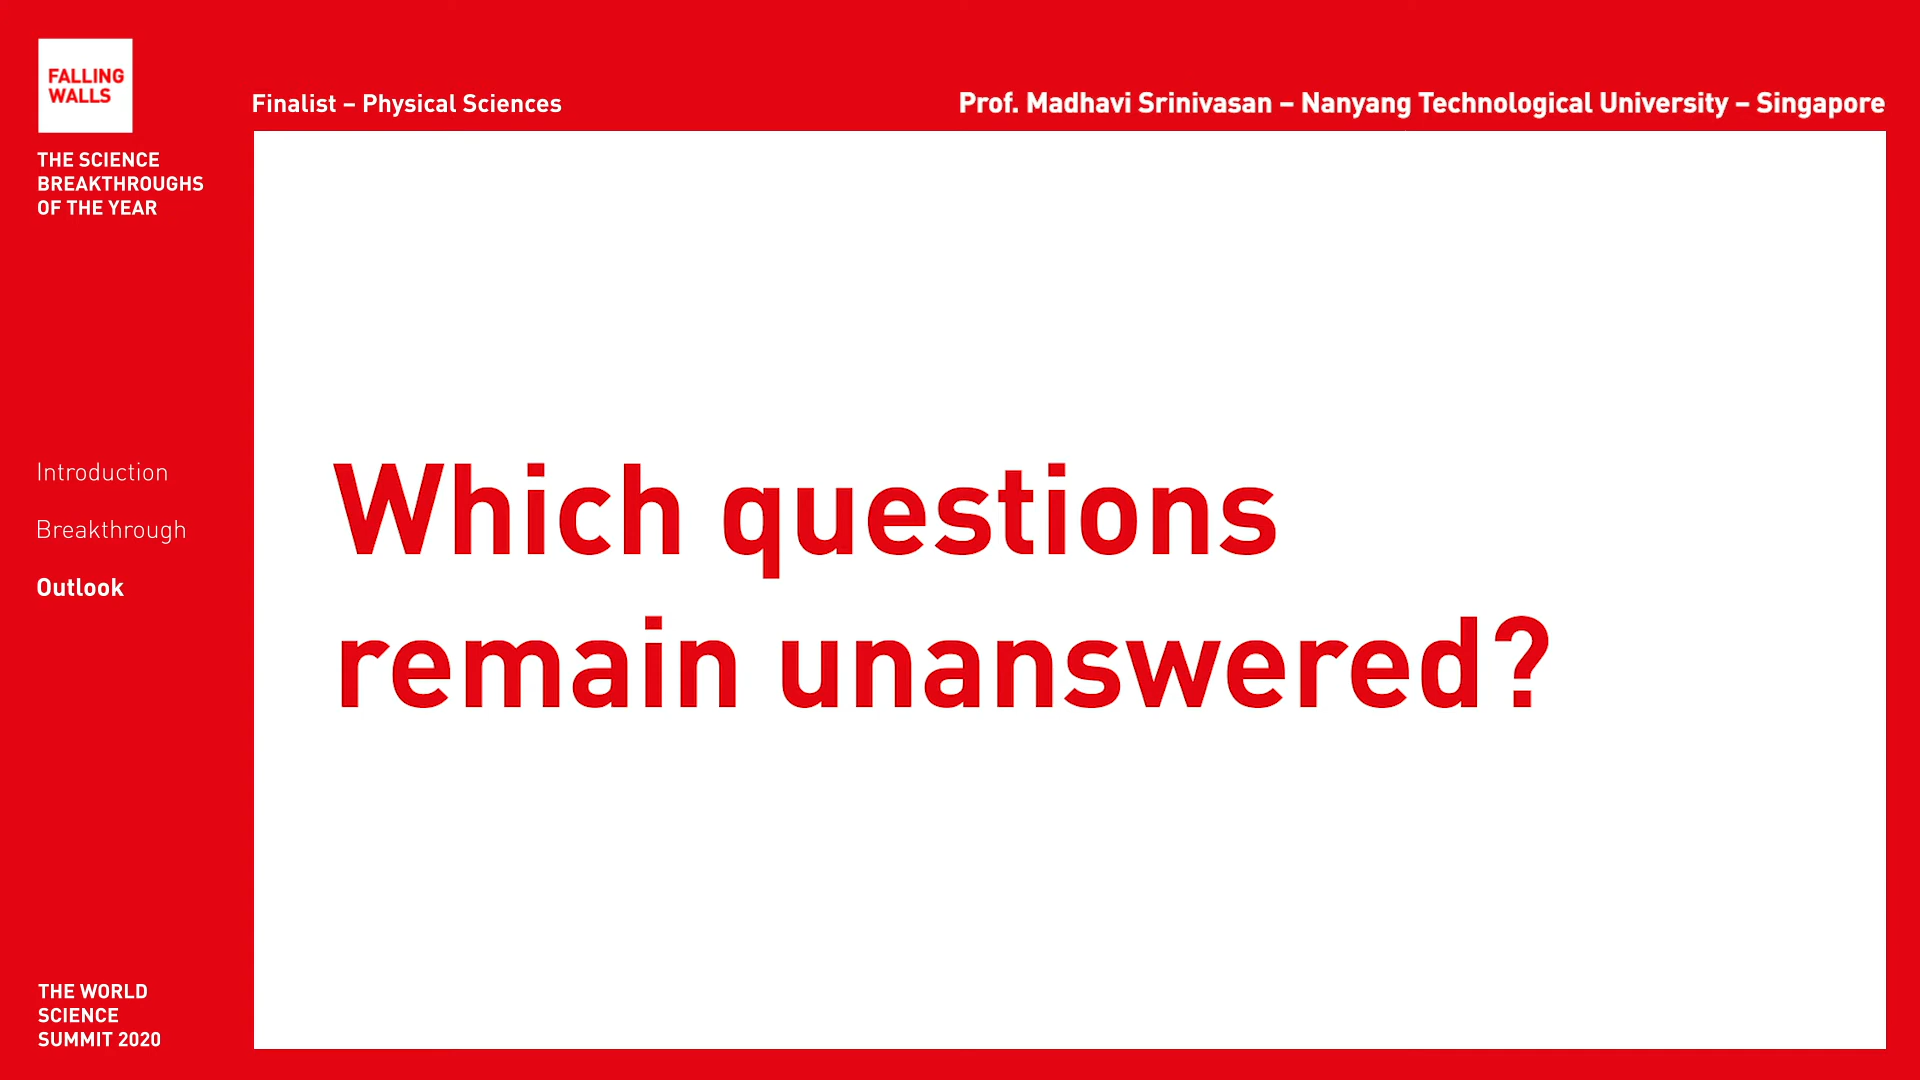 FALLING
WALLS
THE SCIENCE
BREAKTHROUGHS
OF THE YEAR
Finalist – Physical Sciences
Prof. Madhavi Srinivasan – Nanyang Technological University – Singapore
Introduction
Breakthrough
Outlook
Which questions
remain unanswered?
THE WORLD
SCIENCE
SUMMIT 2020